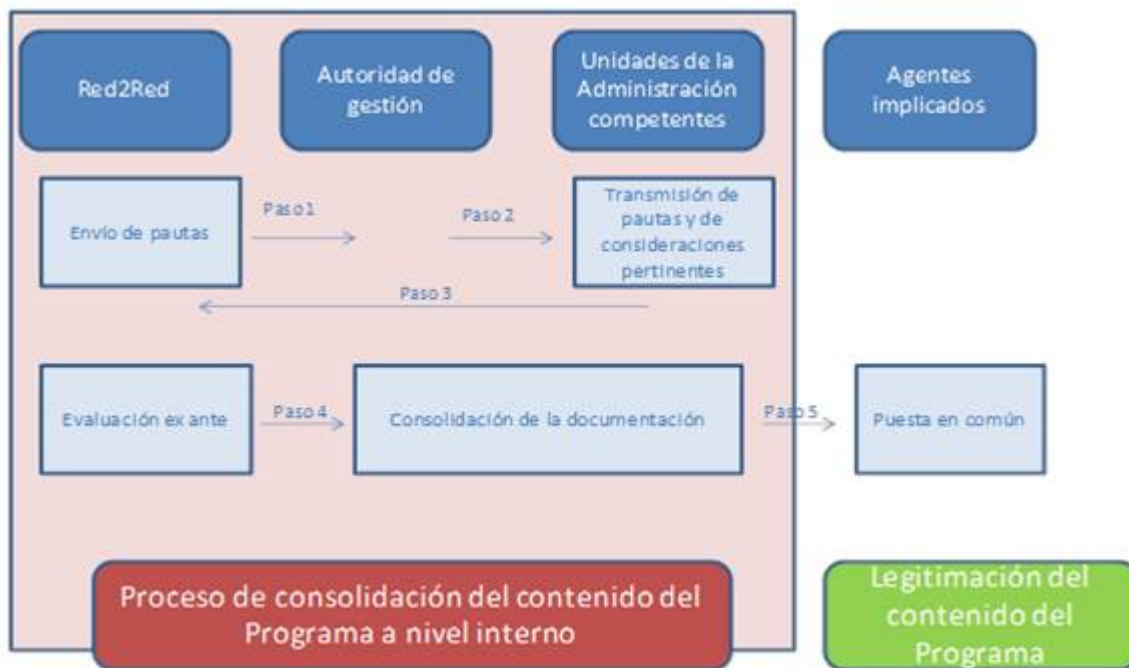 Red2Red
Autoridad de
gestión
Unidades de la
Administración
competentes
Agentes
implicados
Envío de pautas
Paso 1
Paso 2
Transmisión de
pautas y de
consideraciones
pertinentes
Paso 3
Evaluación ex ante
Paso 4
Consolidación de la documentación
Paso 5
Puesta en común
Proceso de consolidación del contenido del
Programa a nivel interno
Legitimación del
contenido del
Programa